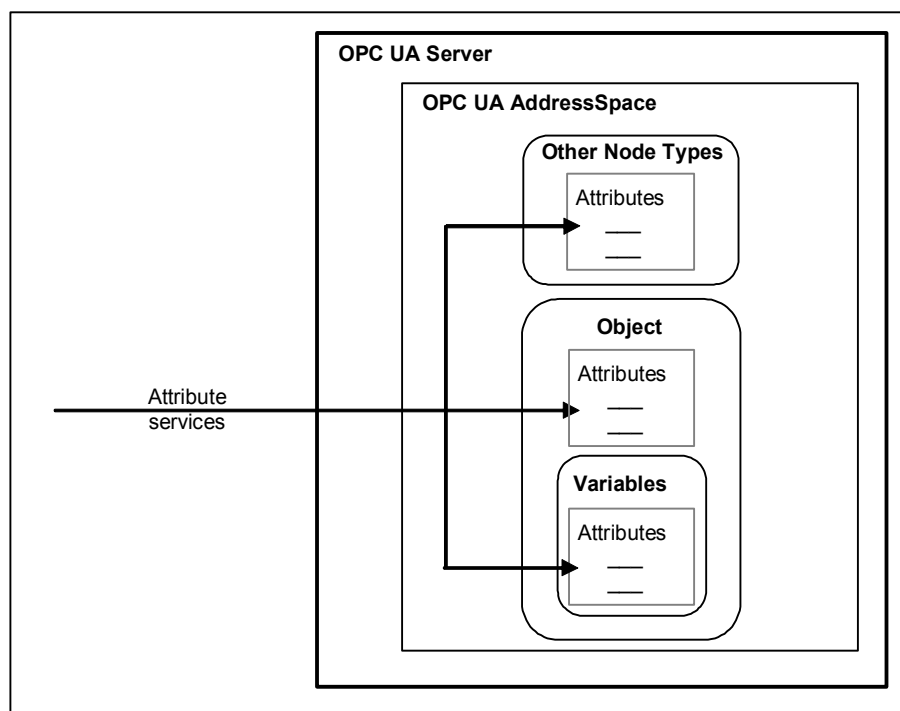 OPC UA Server
OPC UA AddressSpace
Other Node Types
Attributes
Object
Attributes
Attribute
services
Variables
Attributes